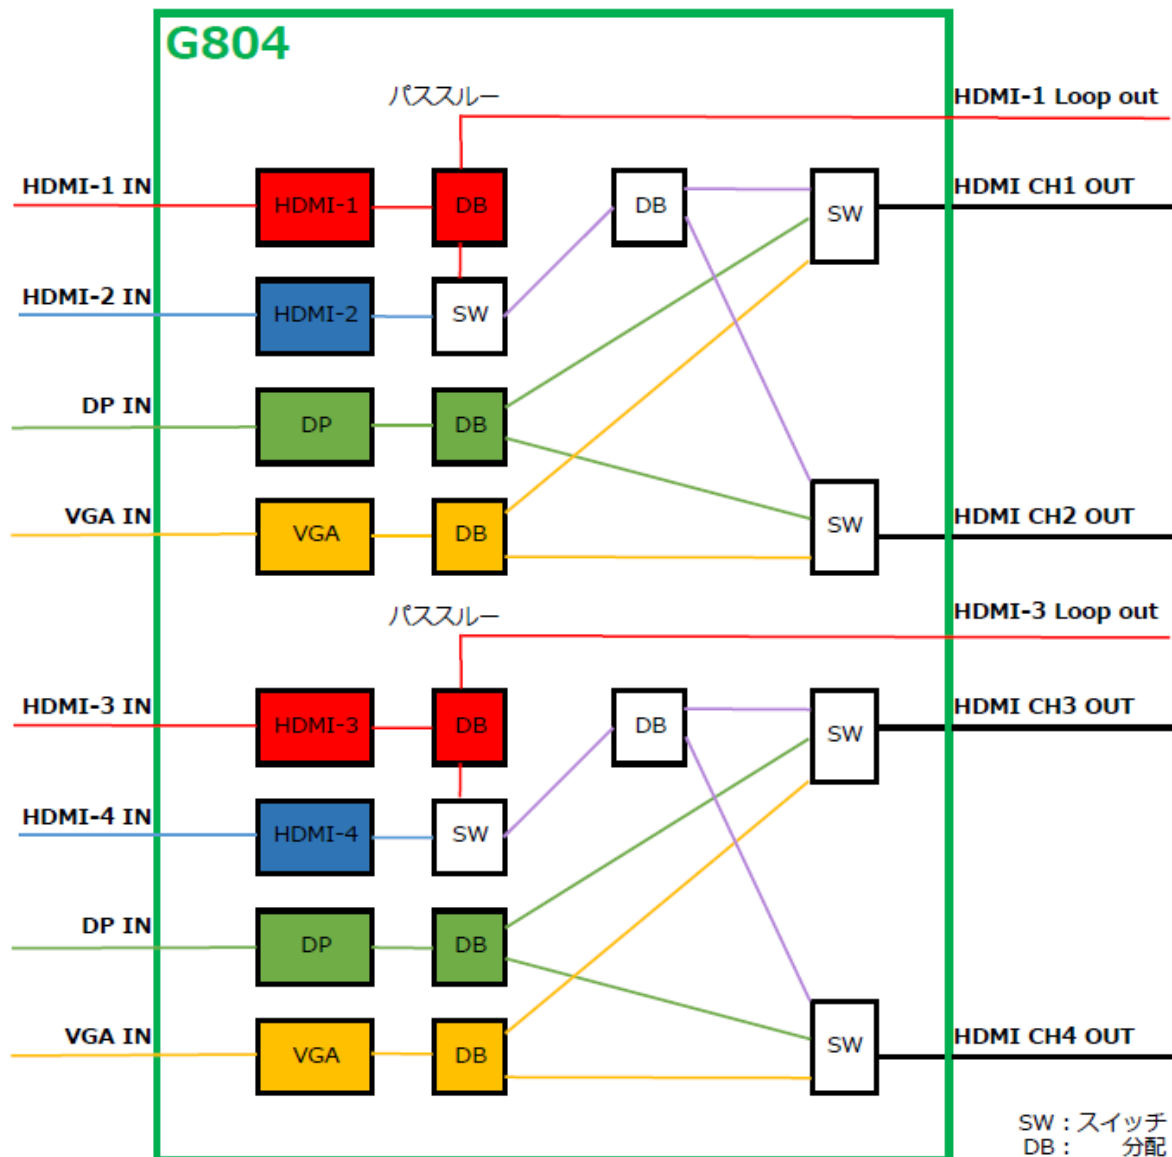 G804
パススルー
HDMI-1 Loop out
HDMI-1 IN
HDMI-1
DB
DB
SW
HDMI CH1 OUT
HDMI-2 IN
HDMI-2
SW
DP IN
DP
DB
VGA IN
VGA
DB
SW
HDMI CH2 OUT
パススルー
HDMI-3 Loop out
HDMI-3 IN
HDMI-3
DB
DB
SW
HDMI CH3 OUT
HDMI-4 IN
HDMI-4
SW
DP IN
DP
DB
VGA IN
VGA
DB
SW
HDMI CH4 OUT
SW：スイッチ
DB： 分配